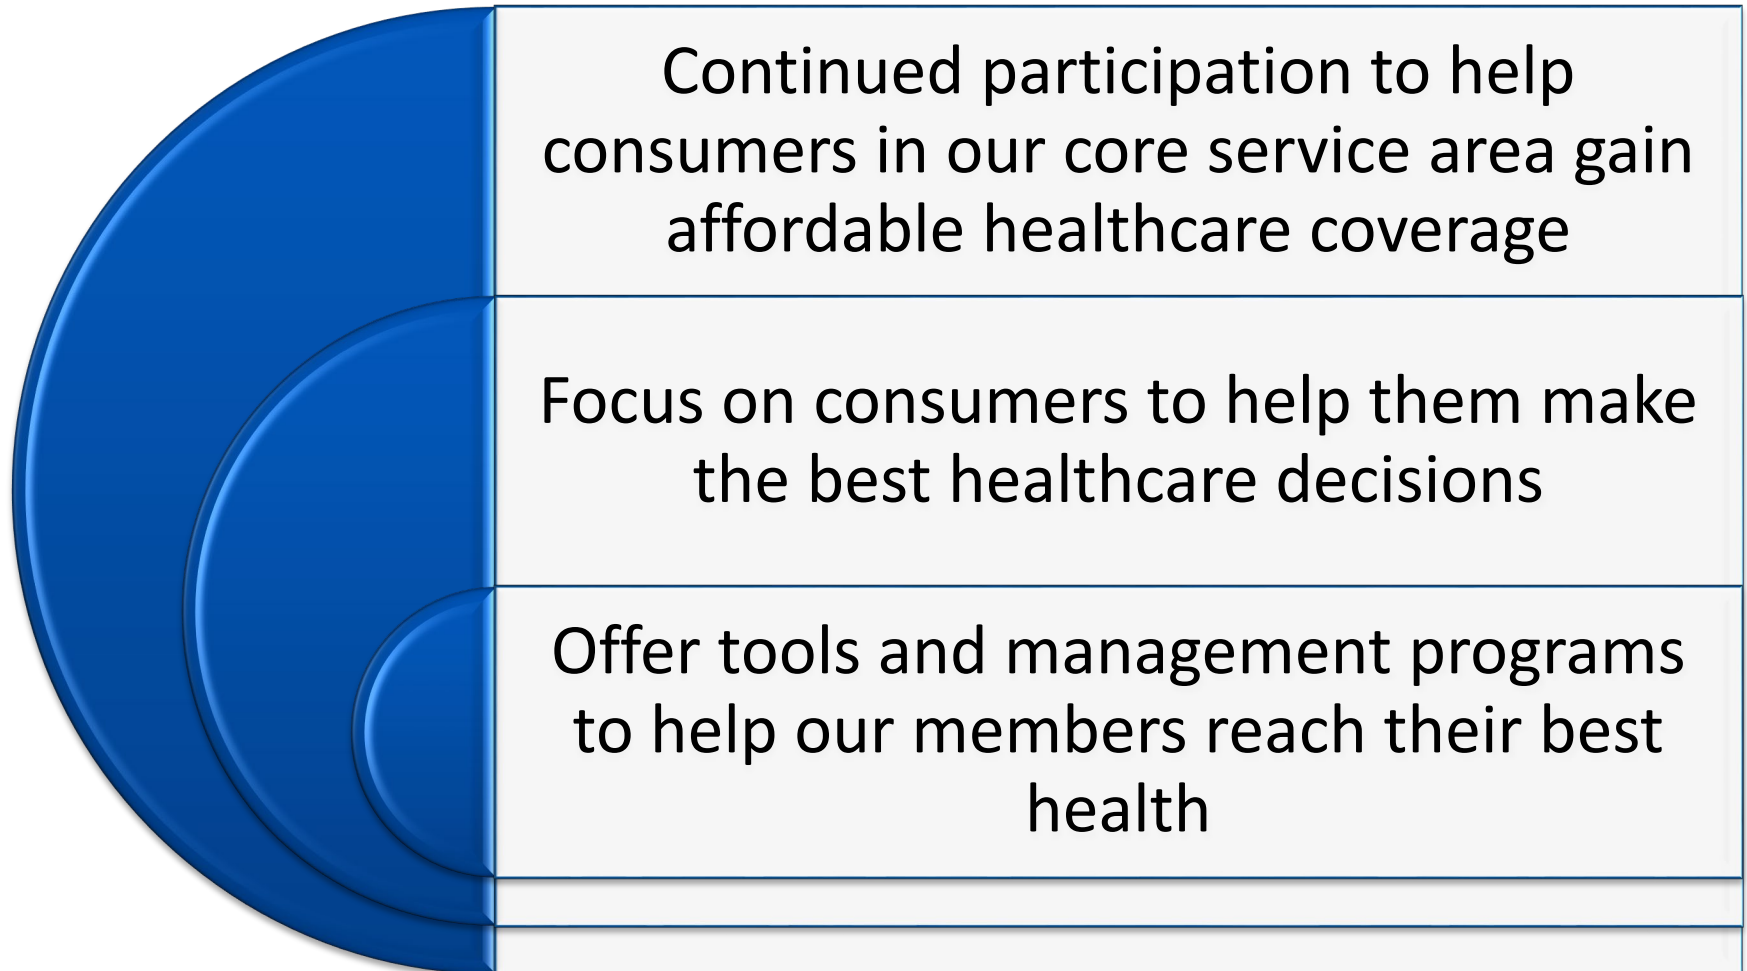 Continued participation to help
consumers in our core service area gain
affordable healthcare coverage
Focus on consumers to help them make
the best healthcare decisions
Offer tools and management programs
to help our members reach their best
health